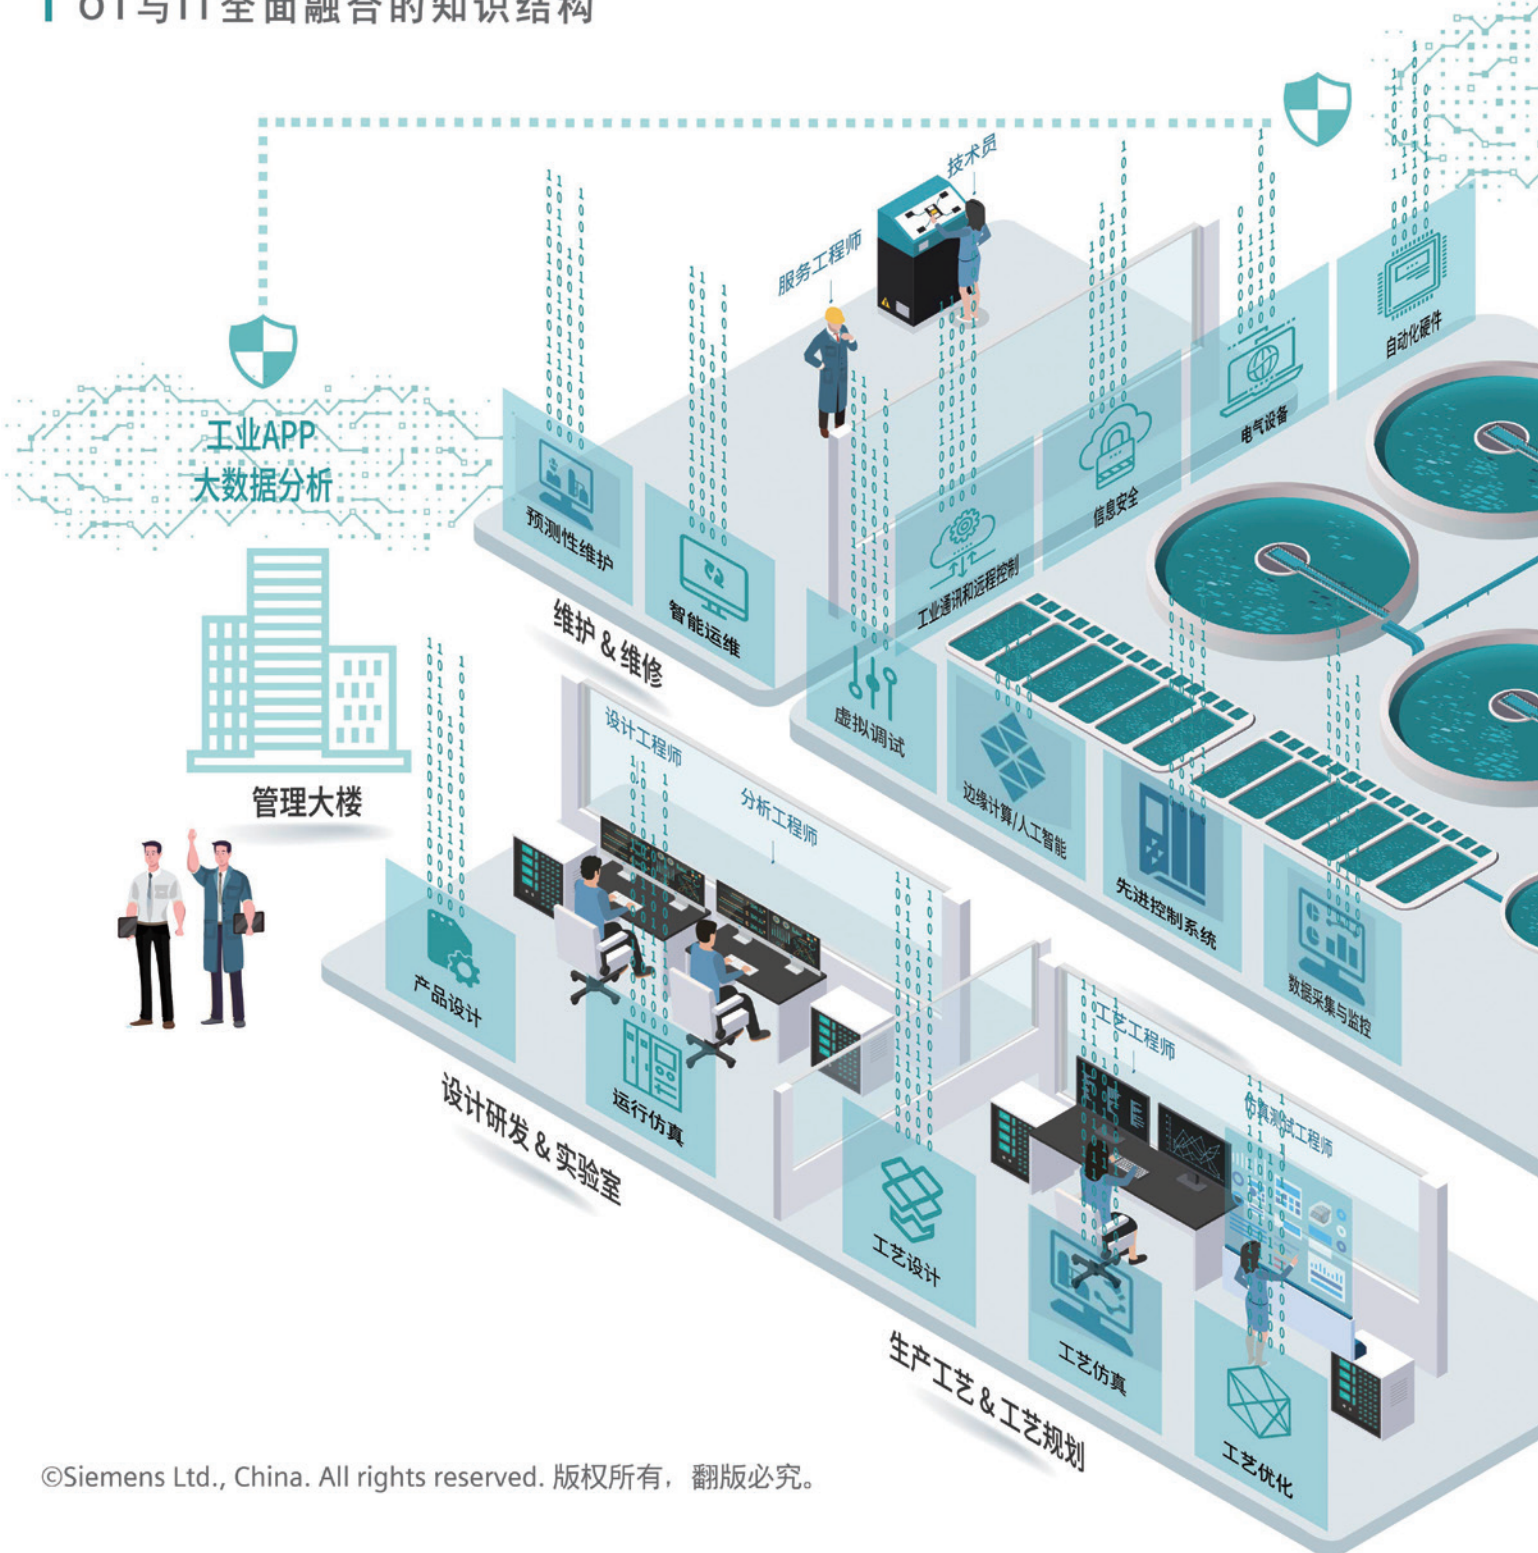 OT与IT全面融合的知识结构
技术员
服务工程师
自动化硬件
电气设备
工业APP
大数据分析
信息安全
预测性维护
工业通讯和远程控制
智能运维
维护 & 维修
虚拟调试
设计工程师
边缘计算/人工智能
管理大楼
分析工程师
先进控制系统
数据采集与监控
产品设计
工艺工程师
运行仿真
设计研发 & 实验室
仿真测试工程师
工艺设计
工艺仿真
生产工艺 & 工艺规划
工艺优化
©Siemens Ltd., China. All rights reserved. 版权所有，翻版必究。